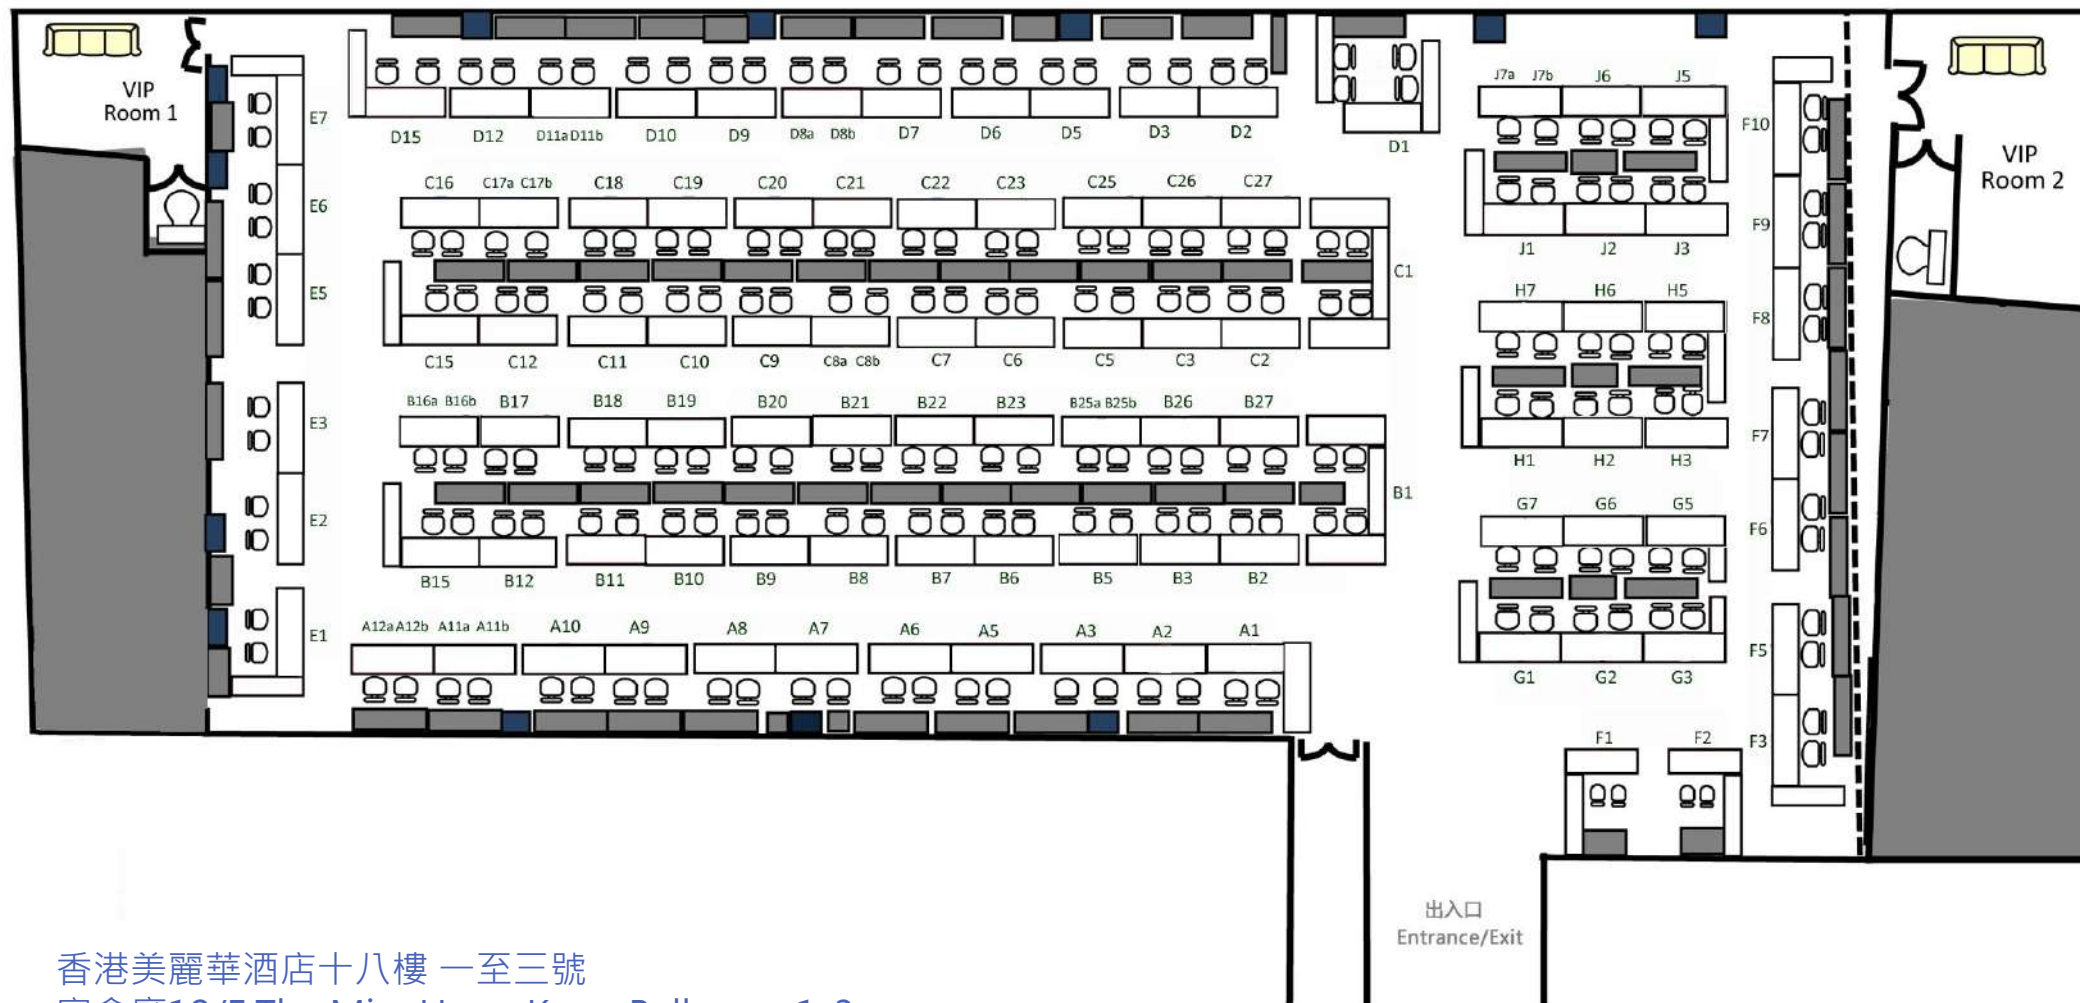 VIP
Room 1
VIP
Room 2
E7
E6
E5
E3
E2
E1
D15
D12
D11a D11b
D10
D9
D8a
D8b
D7
D6
D5
D3
D2
D1
C16
C17a C17b
C18
C19
C20
C21
C22
C23
C25
C26
C27
C1
C15
C12
C11
C10
C9
C8a C8b
C7
C6
C5
C3
C2
B16a B16b
B17
B18
B19
B20
B21
B22
B23
B25a B25b
B26
B27
B1
B15
B12
B11
B10
B9
B8
B7
B6
B5
B3
B2
A12a A12b
A11a A11b
A10
A9
A8
A7
A6
A5
A3
A2
A1
J7a
J7b
J6
J5
J1
J2
J3
H7
H6
H5
H1
H2
H3
G7
G6
G5
G1
G2
G3
F10
F9
F8
F7
F6
F5
F3
F1
F2
出入口
Entrance/Exit
香港美麗華酒店十八樓 一至三號